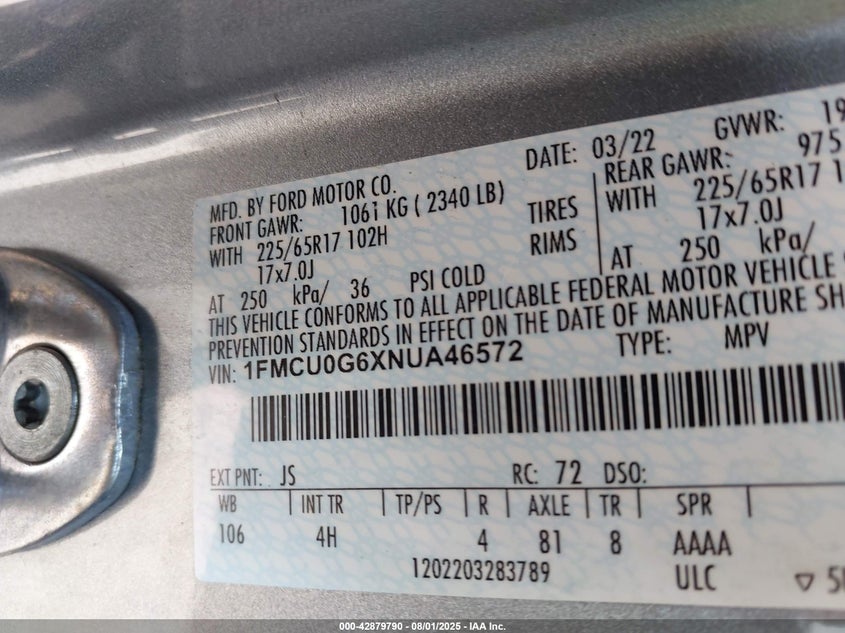 DATE: 03/22 GVWR: 19
MFD. BY FORD MOTOR CO.
FRONT GAWR: 1061 KG ( 2340 LB) REAR GAWR: 975
WITH 225/65R17 102H TIRES WITH 225/65R17 1
17x7.0J RIMS 17x7.0J
AT 250 kPa/ 36 PSI COLD AT 250 kPa/
THIS VEHICLE CONFORMS TO ALL APPLICABLE FEDERAL MOTOR VEHICLE
PREVENTION STANDARDS IN EFFECT ON THE DATE OF MANUFACTURE SH
VIN: 1FMCU0G6XNUA46572 TYPE: MPV
EXT PNT: JS RC: 72 DSO:
WB INT TR TP/PS R AXLE TR SPR
106 4H 4 81 8 AAAA
1202203283789 ULC
000-42879790 - 08/01/2025 - IAA Inc.